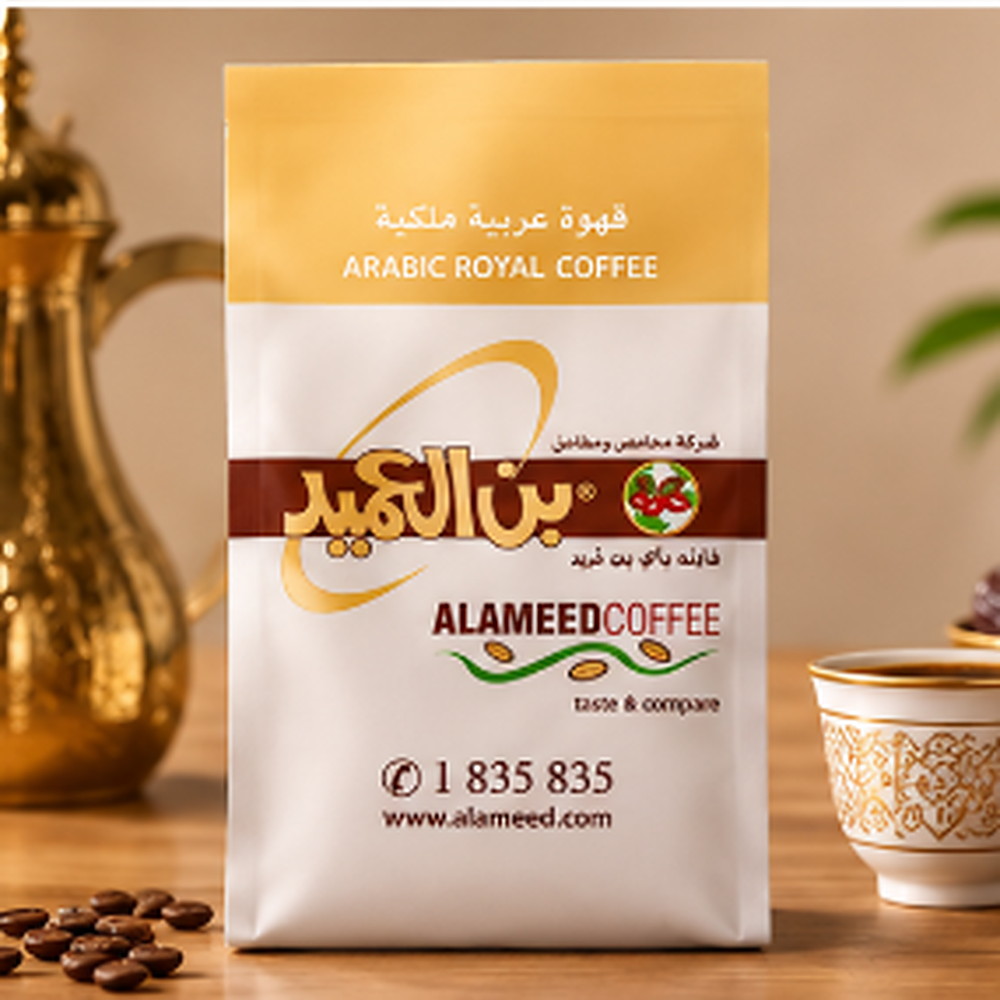 قهوة عربية ملكية
ARABIC ROYAL COFFEE
شركة محامص ومطاحن
بن العميد®
ALAMEEDCOFFEE
taste & compare
✆ 1 835 835
www.alameed.com